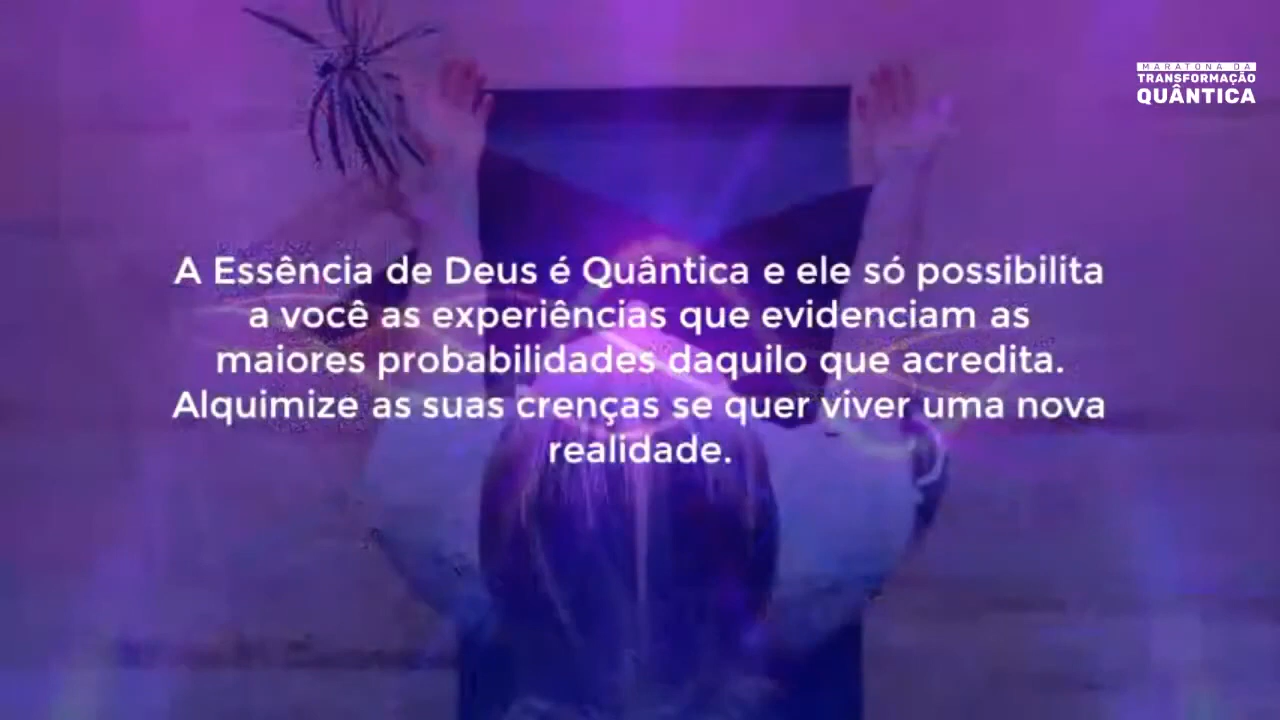 MARATONA DA
TRANSFORMAÇÃO
QUÂNTICA
A Essência de Deus é Quântica e ele só possibilita
a você as experiências que evidenciam as
maiores probabilidades daquilo que acredita.
Alquimize as suas crenças se quer viver uma nova
realidade.